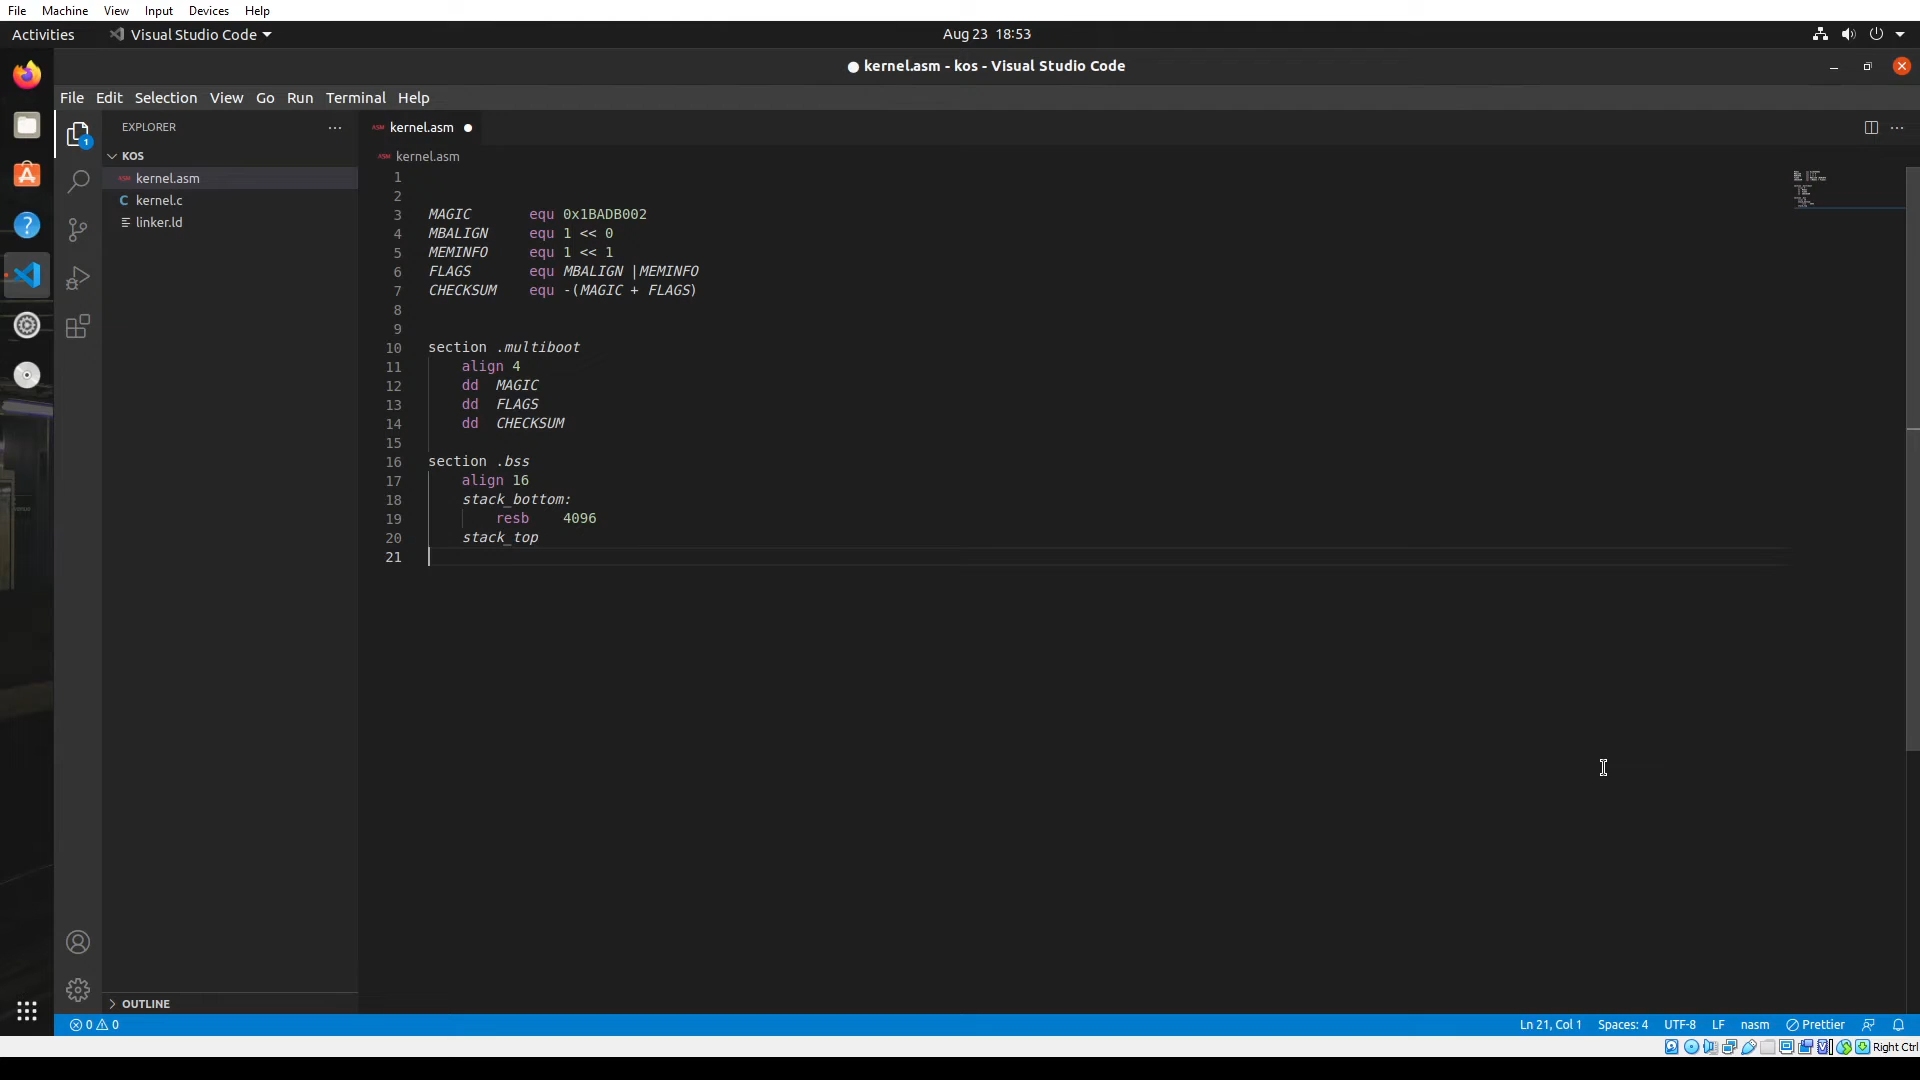 File Machine View Input Devices Help
Activities Visual Studio Code Aug 23 18:53
● kernel.asm - kos - Visual Studio Code
File Edit Selection View Go Run Terminal Help
EXPLORER ···
ASM kernel.asm ●
KOS
ASM kernel.asm
ASM kernel.asm
C kernel.c
linker.ld
1
1
2
3 MAGIC equ 0x1BADB002
4 MBALIGN equ 1 << 0
5 MEMINFO equ 1 << 1
6 FLAGS equ MBALIGN |MEMINFO
7 CHECKSUM equ -(MAGIC + FLAGS)
8
9
10 section .multiboot
11 align 4
12 dd MAGIC
13 dd FLAGS
14 dd CHECKSUM
15
16 section .bss
17 align 16
18 stack_bottom:
19 resb 4096
20 stack_top
21
OUTLINE
0 0 Ln 21, Col 1 Spaces: 4 UTF-8 LF nasm Prettier
Right Ctrl